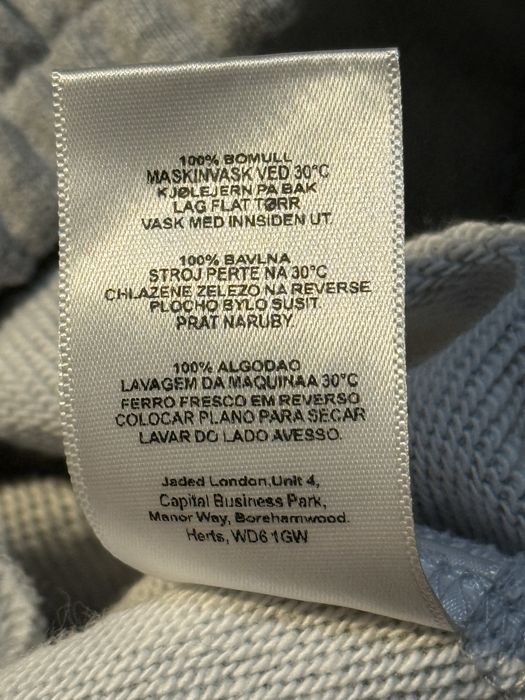 100% BOMULL
MASKINVASK VED 30°C
KJØLEJERN PA BAK
LAG FLAT TØRR
VASK MED INNSIDEN UT
100% BAVLNA
STROJ PERTE NA 30°C
CHLAZENE ZELEZO NA REVERSE
PLOCHO BYLO SUSIT.
PRAT NARUBY
100% ALGODAO
LAVAGEM DA MAQUINAA 30°C
FERRO FRESCO EM REVERSO
COLOCAR PLANO PARA SECAR
LAVAR DO LADO AVESSO.
Jaded London,Unit 4,
Capital Business Park,
Manor Way, Borehamwood.
Herts, WD6 1GW